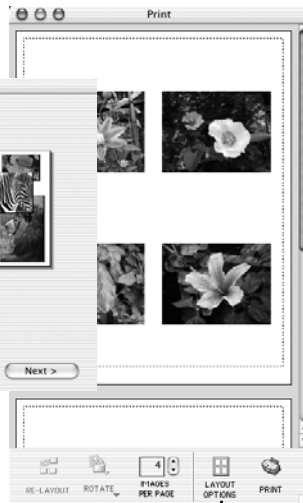 Print
Next >
4
RE-LAYOUT
ROTATE
IMAGES
PER PAGE
LAYOUT
OPTIONS
PRINT